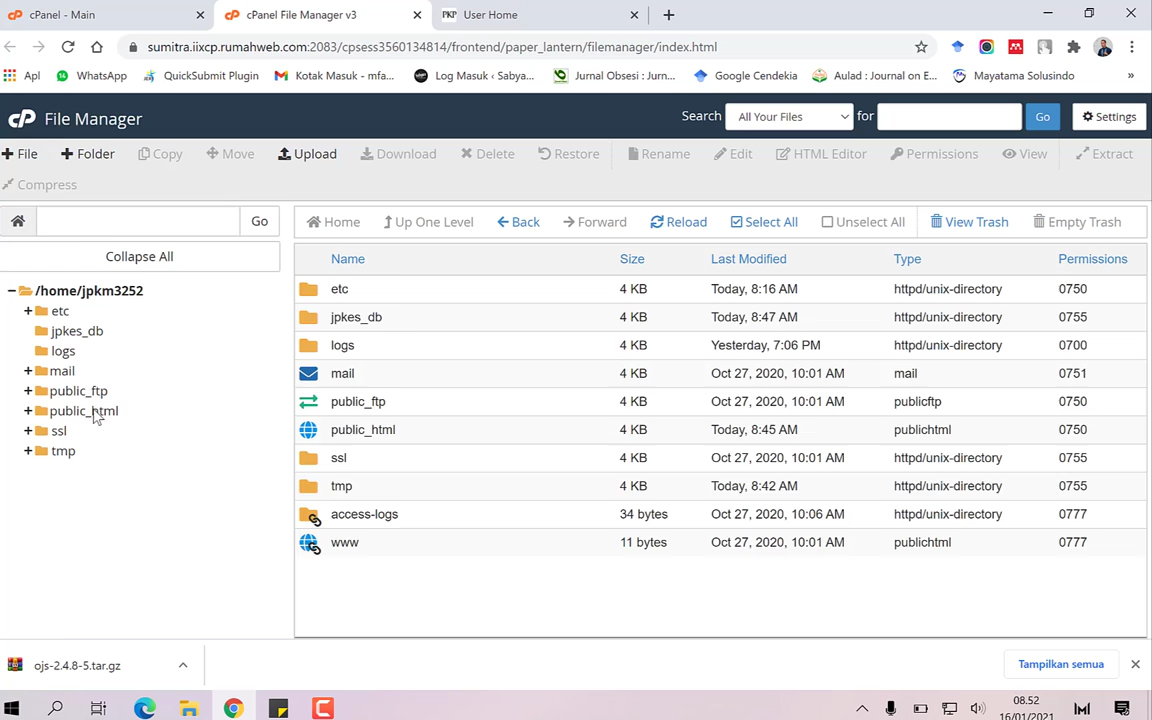 cPanel - Main
cPanel File Manager v3
PKP User Home
sumitra.iixcp.rumahweb.com:2083/cpsess3560134814/frontend/paper_lantern/filemanager/index.html
Apl WhatsApp QuickSubmit Plugin Kotak Masuk - mfa... Log Masuk ‹ Sabya... Jurnal Obsesi : Jurn... Google Cendekia Aulad : Journal on E... Mayatama Solusindo »
cP File Manager Search All Your Files for Go Settings
File Folder Copy Move Upload Download Delete Restore Rename Edit HTML Editor Permissions View Extract
Compress
Go Home Up One Level Back Forward Reload Select All Unselect All View Trash Empty Trash
Collapse All
/home/jpkm3252
etc
jpkes_db
logs
mail
public_ftp
public_html
ssl
tmp
Name Size Last Modified Type Permissions
etc 4 KB Today, 8:16 AM httpd/unix-directory 0750
jpkes_db 4 KB Today, 8:47 AM httpd/unix-directory 0755
logs 4 KB Yesterday, 7:06 PM httpd/unix-directory 0700
mail 4 KB Oct 27, 2020, 10:01 AM mail 0751
public_ftp 4 KB Oct 27, 2020, 10:01 AM publicftp 0750
public_html 4 KB Today, 8:45 AM publichtml 0750
ssl 4 KB Oct 27, 2020, 10:01 AM httpd/unix-directory 0755
tmp 4 KB Today, 8:42 AM httpd/unix-directory 0755
access-logs 34 bytes Oct 27, 2020, 10:06 AM httpd/unix-directory 0777
www 11 bytes Oct 27, 2020, 10:01 AM publichtml 0777
ojs-2.4.8-5.tar.gz
Tampilkan semua
08.52
16/01/2021